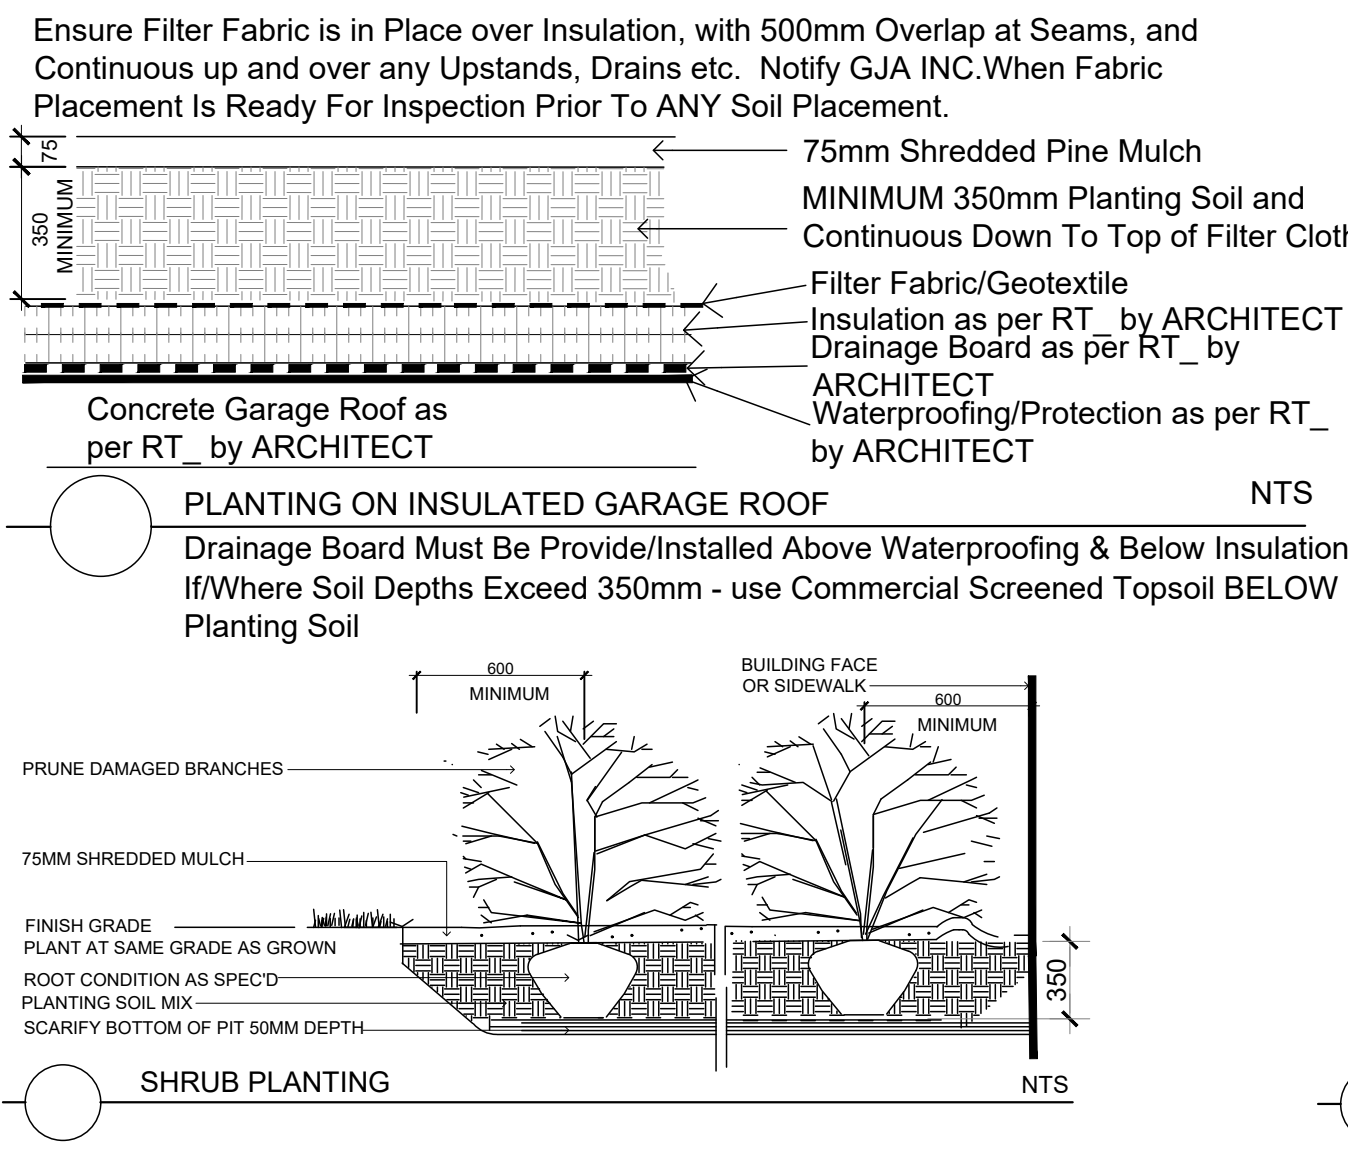 Ensure Filter Fabric is in Place over Insulation, with 500mm Overlap at Seams, and
Continuous up and over any Upstands, Drains etc.  Notify GJA INC.When Fabric
Placement Is Ready For Inspection Prior To ANY Soil Placement.
75
350
MINIMUM
75mm Shredded Pine Mulch
MINIMUM 350mm Planting Soil and
Continuous Down To Top of Filter Cloth
Filter Fabric/Geotextile
Insulation as per RT_ by ARCHITECT
Drainage Board as per RT_ by
ARCHITECT
Waterproofing/Protection as per RT_
by ARCHITECT
Concrete Garage Roof as
per RT_ by ARCHITECT
PLANTING ON INSULATED GARAGE ROOF
NTS
Drainage Board Must Be Provide/Installed Above Waterproofing & Below Insulation
If/Where Soil Depths Exceed 350mm - use Commercial Screened Topsoil BELOW
Planting Soil
600
MINIMUM
BUILDING FACE
OR SIDEWALK
600
MINIMUM
PRUNE DAMAGED BRANCHES
75MM SHREDDED MULCH
FINISH GRADE
PLANT AT SAME GRADE AS GROWN
ROOT CONDITION AS SPEC'D
PLANTING SOIL MIX
SCARIFY BOTTOM OF PIT 50MM DEPTH
350
SHRUB PLANTING
NTS